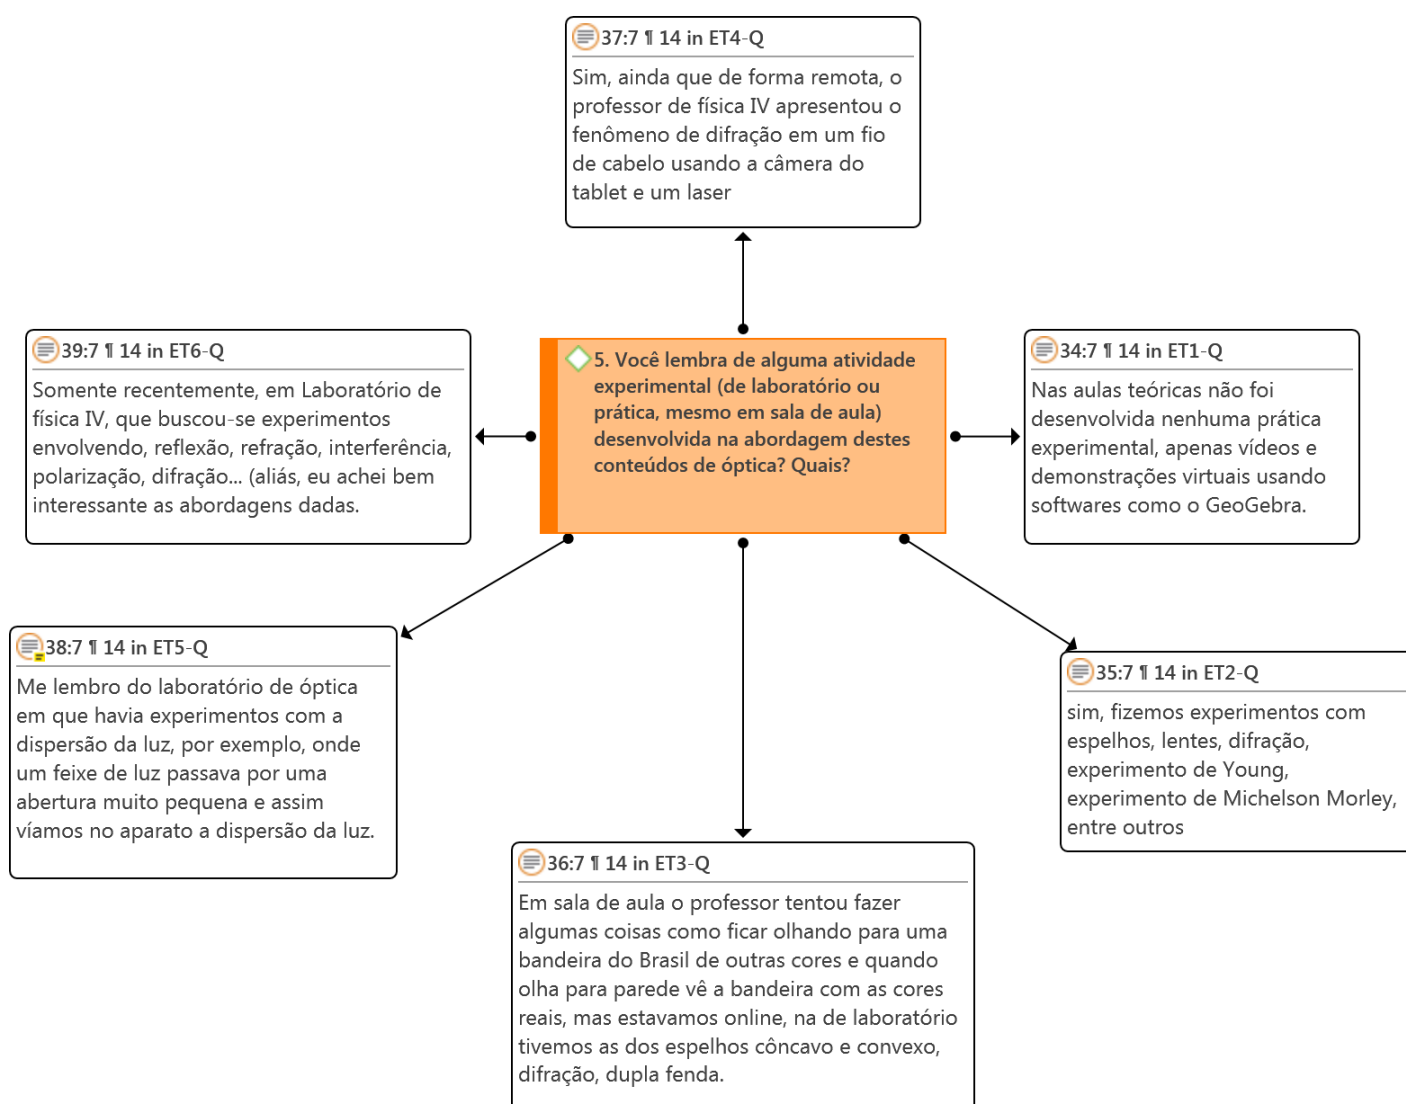 37:7 ¶ 14 in ET4-Q
Sim, ainda que de forma remota, o
professor de física IV apresentou o
fenômeno de difração em um fio
de cabelo usando a câmera do
tablet e um laser
39:7 ¶ 14 in ET6-Q
Somente recentemente, em Laboratório de
física IV, que buscou-se experimentos
envolvendo, reflexão, refração, interferência,
polarização, difração... (aliás, eu achei bem
interessante as abordagens dadas.
5. Você lembra de alguma atividade
experimental (de laboratório ou
prática, mesmo em sala de aula)
desenvolvida na abordagem destes
conteúdos de óptica? Quais?
34:7 ¶ 14 in ET1-Q
Nas aulas teóricas não foi
desenvolvida nenhuma prática
experimental, apenas vídeos e
demonstrações virtuais usando
softwares como o GeoGebra.
38:7 ¶ 14 in ET5-Q
Me lembro do laboratório de óptica
em que havia experimentos com a
dispersão da luz, por exemplo, onde
um feixe de luz passava por uma
abertura muito pequena e assim
víamos no aparato a dispersão da luz.
35:7 ¶ 14 in ET2-Q
sim, fizemos experimentos com
espelhos, lentes, difração,
experimento de Young,
experimento de Michelson Morley,
entre outros
36:7 ¶ 14 in ET3-Q
Em sala de aula o professor tentou fazer
algumas coisas como ficar olhando para uma
bandeira do Brasil de outras cores e quando
olha para parede vê a bandeira com as cores
reais, mas estavamos online, na de laboratório
tivemos as dos espelhos côncavo e convexo,
difração, dupla fenda.